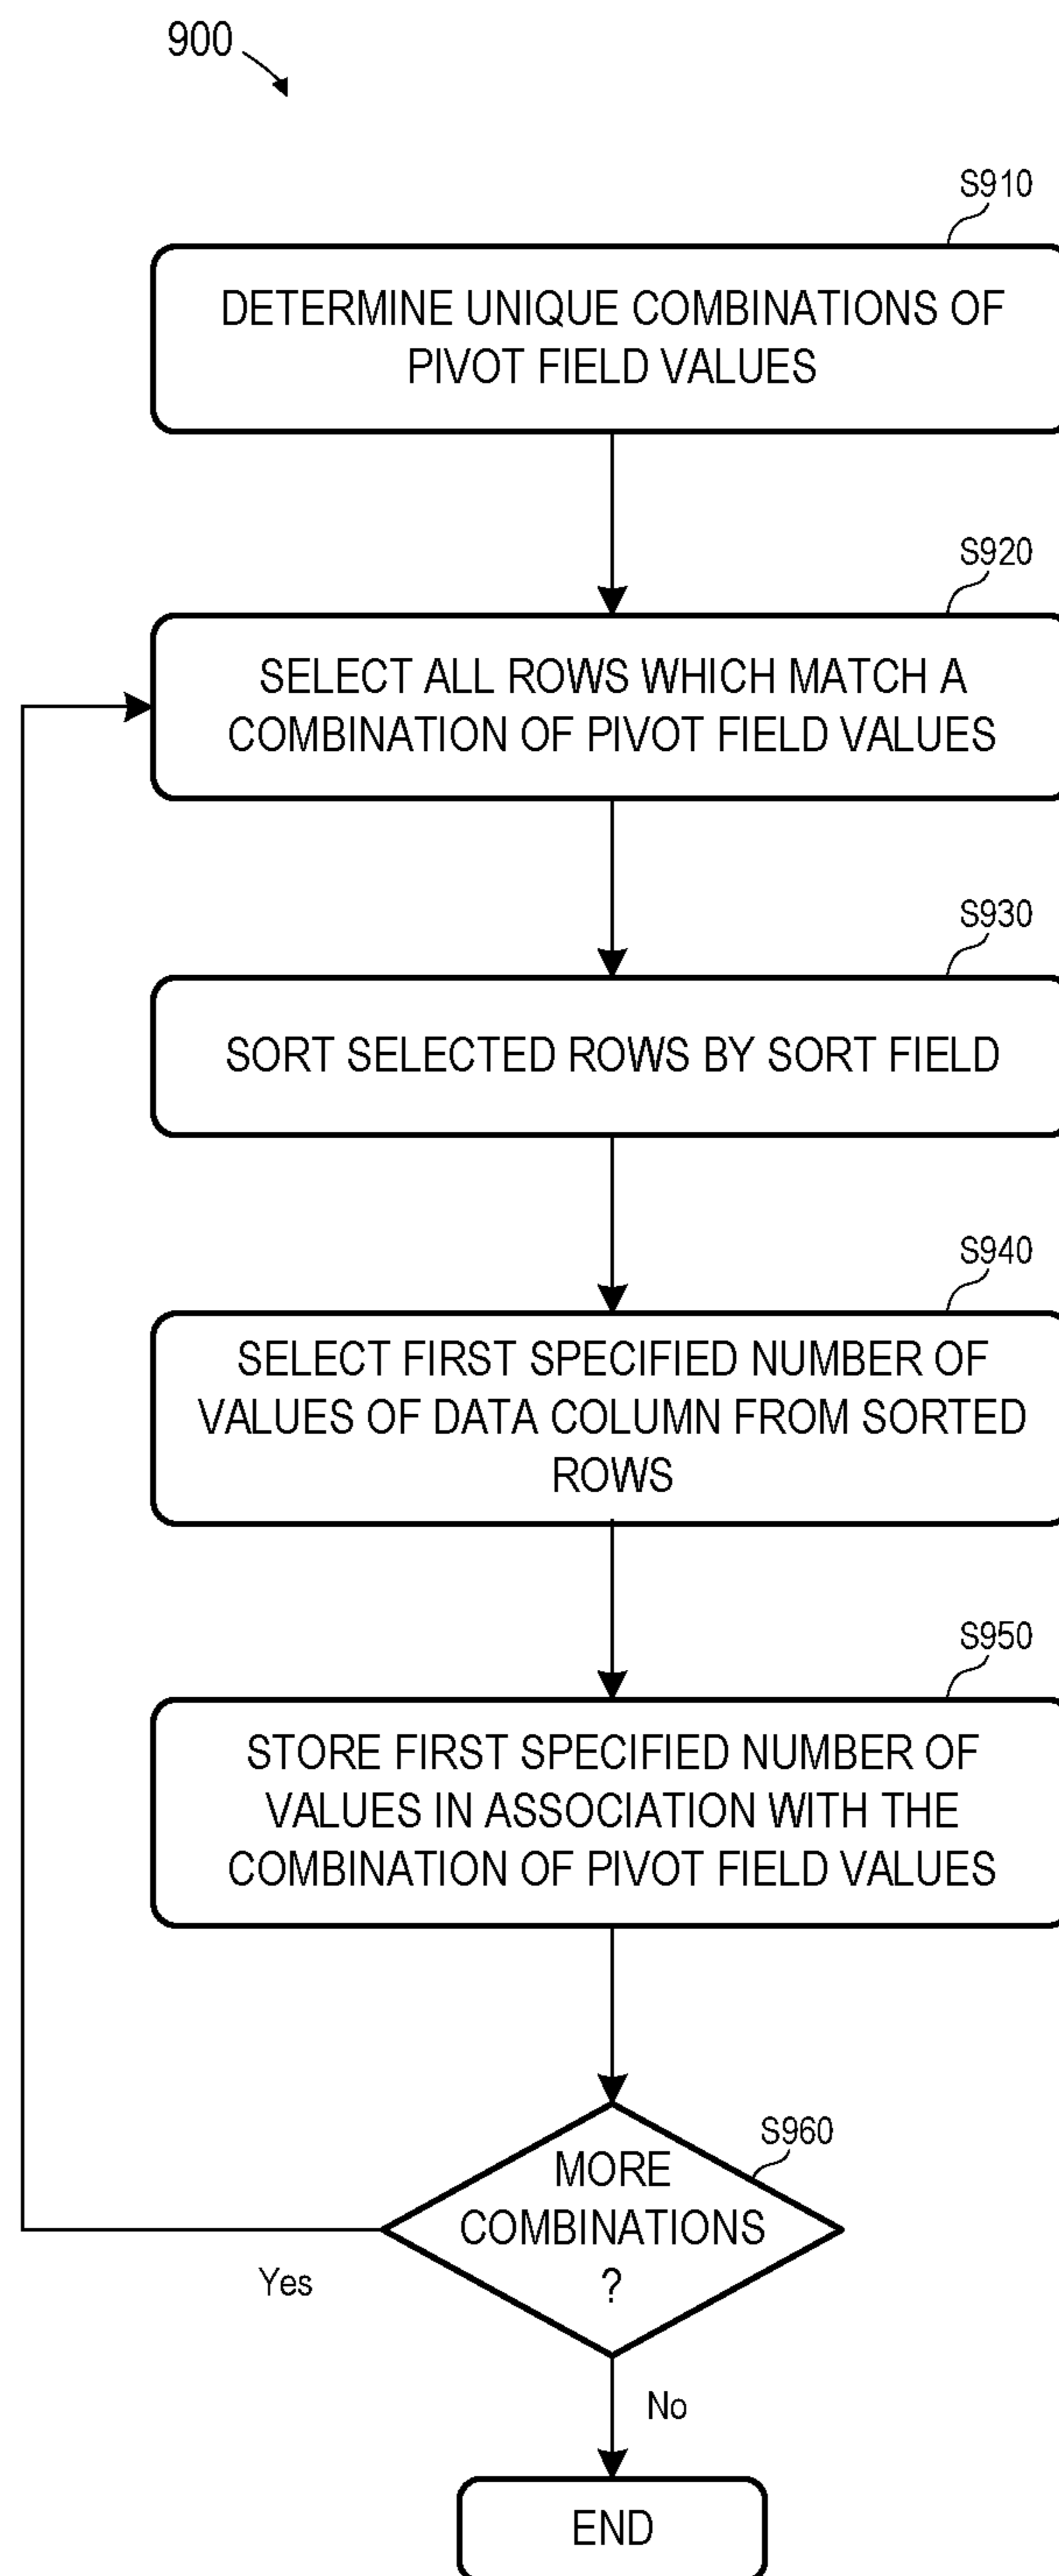 900
S910
DETERMINE UNIQUE COMBINATIONS OF
PIVOT FIELD VALUES
S920
SELECT ALL ROWS WHICH MATCH A
COMBINATION OF PIVOT FIELD VALUES
S930
SORT SELECTED ROWS BY SORT FIELD
S940
SELECT FIRST SPECIFIED NUMBER OF
VALUES OF DATA COLUMN FROM SORTED
ROWS
S950
STORE FIRST SPECIFIED NUMBER OF
VALUES IN ASSOCIATION WITH THE
COMBINATION OF PIVOT FIELD VALUES
S960
MORE
COMBINATIONS
?
Yes
No
END